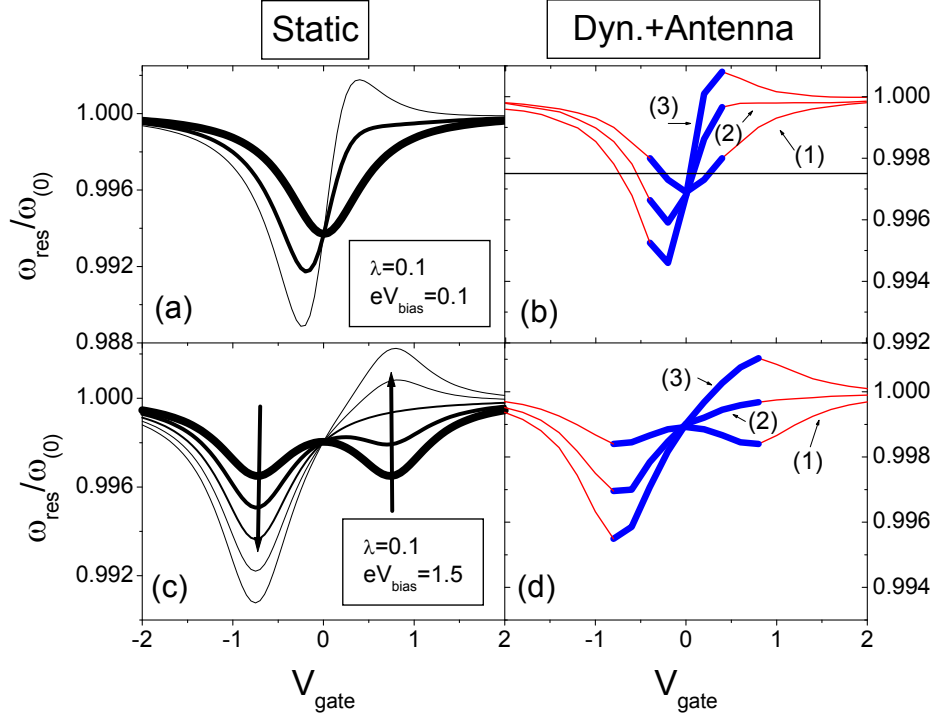 Static
Dyn.+Antenna
ω_res/ω_(0)
1.000
0.996
0.992
0.988
(a)
λ=0.1
eV_bias=0.1
(3)
(2)
(1)
(b)
1.000
0.998
0.996
0.994
0.992
ω_res/ω_(0)
1.000
0.996
0.992
(c)
λ=0.1
eV_bias=1.5
(3)
(2)
(1)
(d)
1.000
0.998
0.996
0.994
-2 -1 0 1 2
-1 0 1 2
V_gate
V_gate